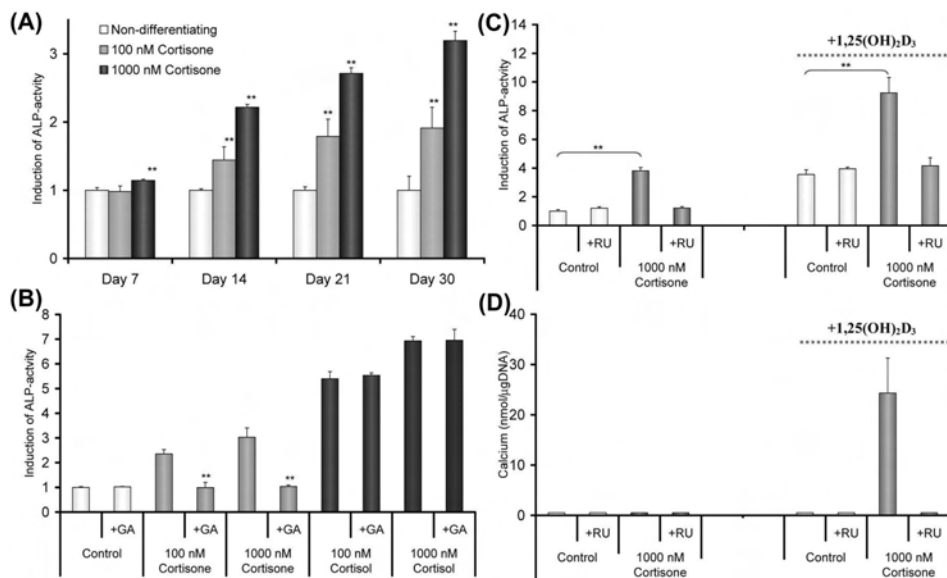 (A)
Non-differentiating
100 nM Cortisone
1000 nM Cortisone
Induction of ALP-actvity
3
2
1
0
**
**
**
**
**
**
**
Day 7
Day 14
Day 21
Day 30
(B)
Induction of ALP-actvity
8
7
6
5
4
3
2
1
0
**
**
+GA
+GA
+GA
+GA
+GA
Control
100 nM
Cortisone
1000 nM
Cortisone
100 nM
Cortisol
1000 nM
Cortisol
(C)
Induction of ALP-actvity
14
12
10
8
6
4
2
0
+1,25(OH)₂D₃
**
**
+RU
+RU
+RU
+RU
Control
1000 nM
Cortisone
Control
1000 nM
Cortisone
(D)
Calcium (nmol/µgDNA)
40
30
20
10
0
+1,25(OH)₂D₃
+RU
+RU
+RU
+RU
Control
1000 nM
Cortisone
Control
1000 nM
Cortisone